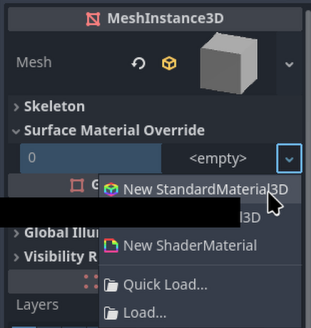 MeshInstance3D
Mesh
Skeleton
Surface Material Override
0 <empty>
New StandardMaterial3D
G
l3D
Global Illu
New ShaderMaterial
Visibility R
Quick Load...
Layers
Load...